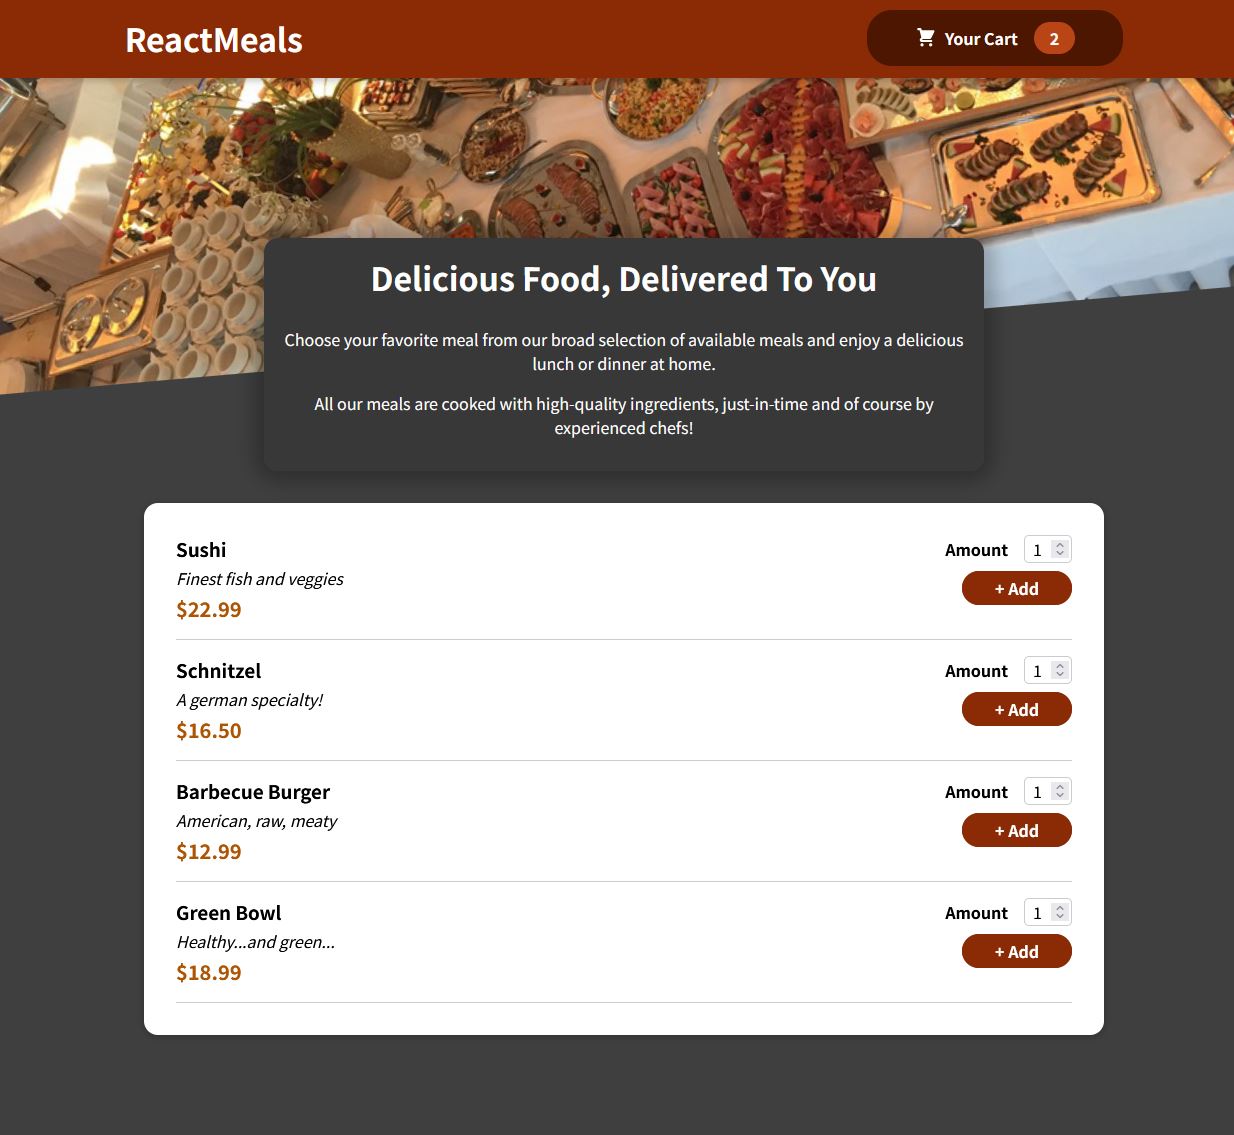 ReactMeals
Your Cart 2
Delicious Food, Delivered To You
Choose your favorite meal from our broad selection of available meals and enjoy a delicious
lunch or dinner at home.
All our meals are cooked with high-quality ingredients, just-in-time and of course by
experienced chefs!
Sushi
Finest fish and veggies
$22.99
Amount 1
+ Add
Schnitzel
A german specialty!
$16.50
Amount 1
+ Add
Barbecue Burger
American, raw, meaty
$12.99
Amount 1
+ Add
Green Bowl
Healthy...and green...
$18.99
Amount 1
+ Add